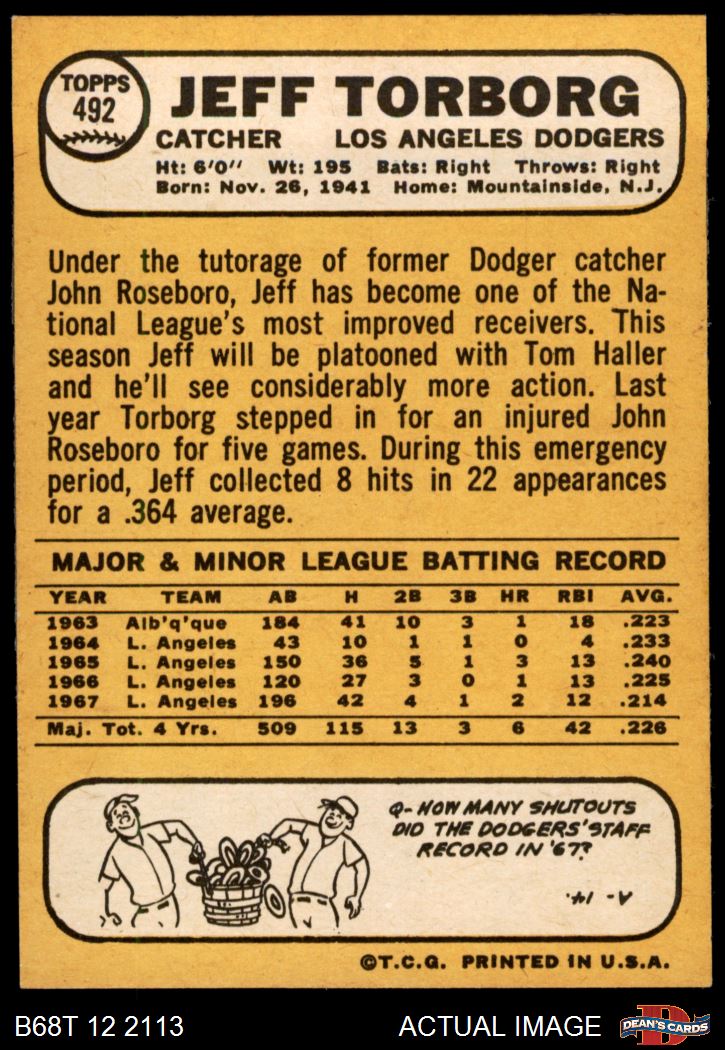 TOPPS
492
JEFF TORBORG
CATCHER LOS ANGELES DODGERS
Ht: 6'0" Wt: 195 Bats: Right Throws: Right
Born: Nov. 26, 1941 Home: Mountainside, N.J.
Under the tutorage of former Dodger catcher
John Roseboro, Jeff has become one of the Na-
tional League's most improved receivers. This
season Jeff will be platooned with Tom Haller
and he'll see considerably more action. Last
year Torborg stepped in for an injured John
Roseboro for five games. During this emergency
period, Jeff collected 8 hits in 22 appearances
for a .364 average.
MAJOR & MINOR LEAGUE BATTING RECORD
YEAR TEAM AB H 2B 3B HR RBI AVG.
1963 Alb'q'que 184 41 10 3 1 18 .223
1964 L. Angeles 43 10 1 1 0 4 .233
1965 L. Angeles 150 36 5 1 3 13 .240
1966 L. Angeles 120 27 3 0 1 13 .225
1967 L. Angeles 196 42 4 1 2 12 .214
Maj. Tot. 4 Yrs. 509 115 13 3 6 42 .226
Q- HOW MANY SHUTOUTS
DID THE DODGERS' STAFF
RECORD IN '67?
A- 14.
©T.C.G. PRINTED IN U.S.A.
B68T 12 2113 ACTUAL IMAGE D DEAN'S CARDS